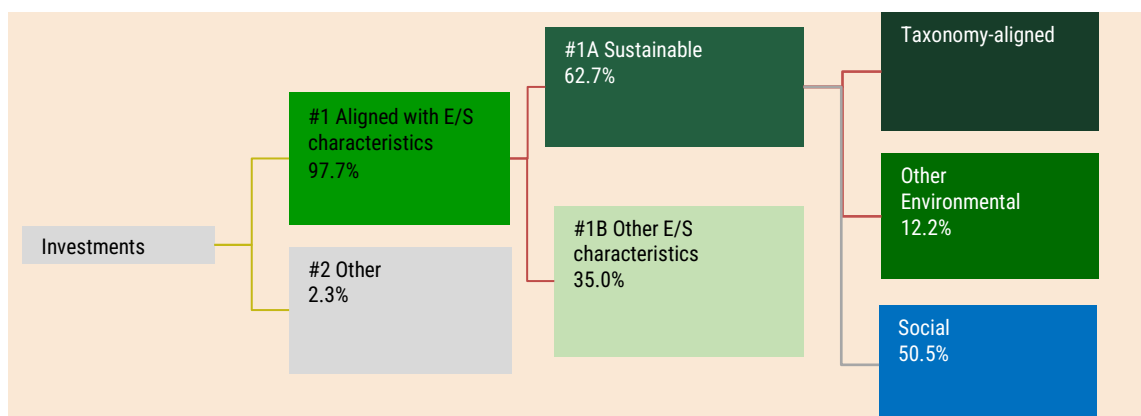 Investments
#1 Aligned with E/S
characteristics
97.7%
#2 Other
2.3%
#1A Sustainable
62.7%
#1B Other E/S
characteristics
35.0%
Taxonomy-aligned
Other
Environmental
12.2%
Social
50.5%